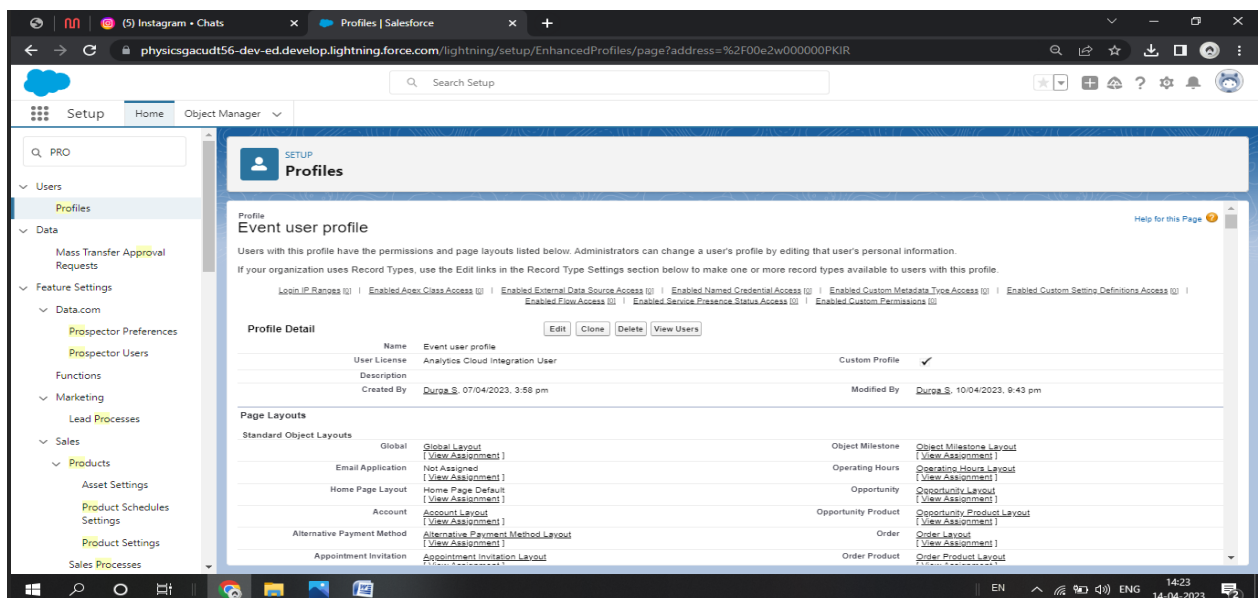 (5) Instagram • Chats
Profiles | Salesforce
physicsgacudt56-dev-ed.develop.lightning.force.com/lightning/setup/EnhancedProfiles/page?address=%2F00e2w000000PKIR
Search Setup
Setup Home Object Manager
PRO
Users
Profiles
Data
Mass Transfer Approval
Requests
Feature Settings
Data.com
Prospector Preferences
Prospector Users
Functions
Marketing
Lead Processes
Sales
Products
Asset Settings
Product Schedules
Settings
Product Settings
Sales Processes
SETUP
Profiles
Profile
Event user profile
Help for this Page
Users with this profile have the permissions and page layouts listed below. Administrators can change a user's profile by editing that user's personal information.
If your organization uses Record Types, use the Edit links in the Record Type Settings section below to make one or more record types available to users with this profile.
Login IP Ranges [0] | Enabled Apex Class Access [0] | Enabled External Data Source Access [0] | Enabled Named Credential Access [0] | Enabled Custom Metadata Type Access [0] | Enabled Custom Setting Definitions Access [0] |
Enabled Flow Access [0] | Enabled Service Presence Status Access [0] | Enabled Custom Permissions [0]
Profile Detail Edit Clone Delete View Users
Name Event user profile
User License Analytics Cloud Integration User Custom Profile ✓
Description
Created By Durga S, 07/04/2023, 3:58 pm Modified By Durga S, 10/04/2023, 9:43 pm
Page Layouts
Standard Object Layouts
Global Global Layout Object Milestone Object Milestone Layout
[ View Assignment ] [ View Assignment ]
Email Application Not Assigned Operating Hours Operating Hours Layout
[ View Assignment ] [ View Assignment ]
Home Page Layout Home Page Default Opportunity Opportunity Layout
[ View Assignment ] [ View Assignment ]
Account Account Layout Opportunity Product Opportunity Product Layout
[ View Assignment ] [ View Assignment ]
Alternative Payment Method Alternative Payment Method Layout Order Order Layout
[ View Assignment ] [ View Assignment ]
Appointment Invitation Appointment Invitation Layout Order Product Order Product Layout
EN ENG 14:23
14-04-2023